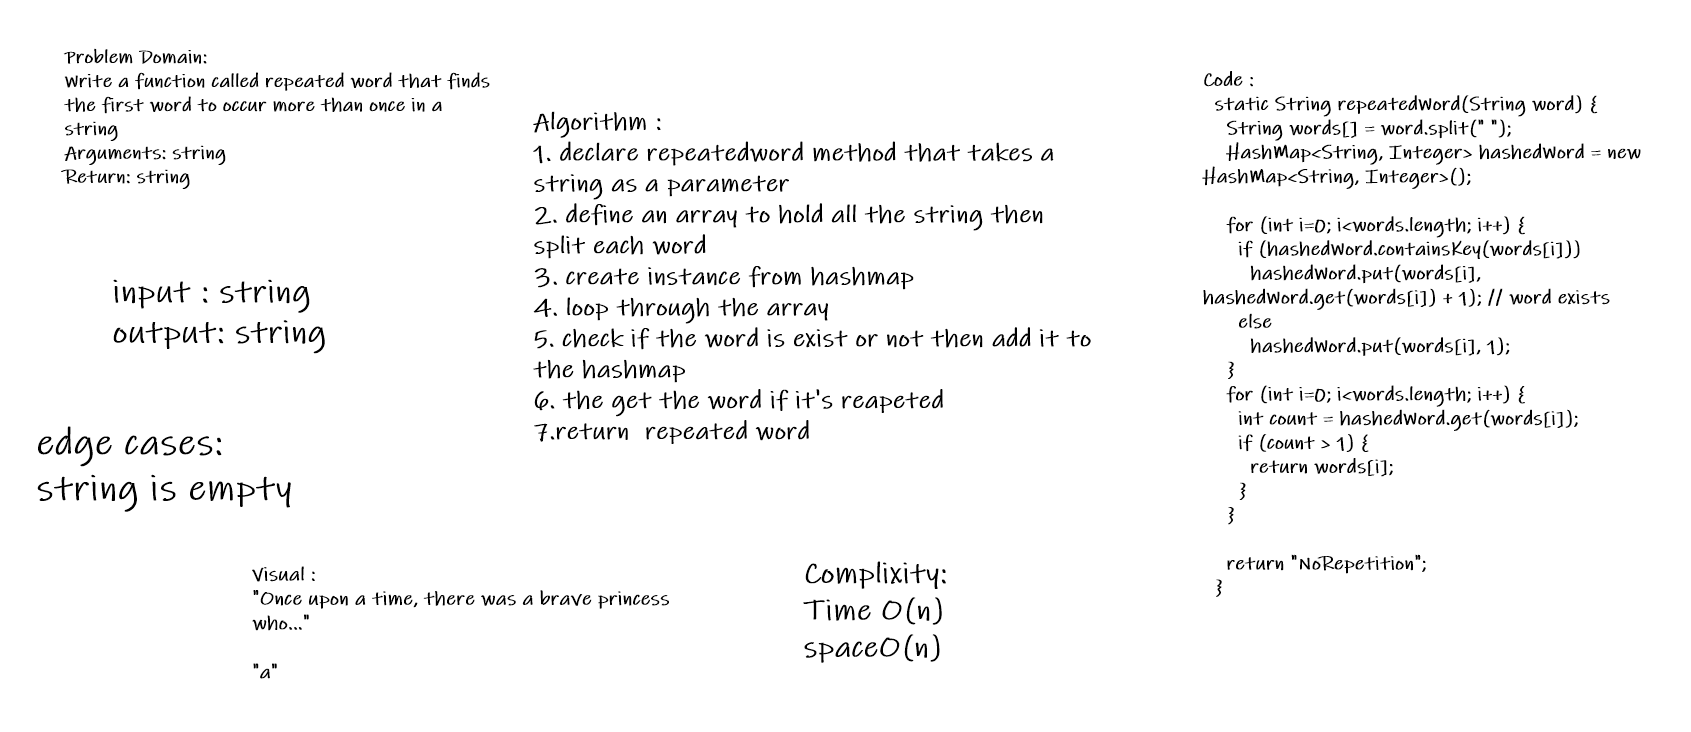 Problem Domain:
Write a function called repeated word that finds
the first word to occur more than once in a
string
Arguments: string
Return: string
input : string
output: string
edge cases:
string is empty
Algorithm :
1. declare repeatedword method that takes a
string as a parameter
2. define an array to hold all the string then
split each word
3. create instance from hashmap
4. loop through the array
5. check if the word is exist or not then add it to
the hashmap
6. the get the word if it's reapeted
7.return  repeated word
Visual :
"Once upon a time, there was a brave princess
who..."
"a"
Complixity:
Time O(n)
spaceO(n)
Code :
static String repeatedWord(String word) {
String words[] = word.split(" ");
HashMap<String, Integer> hashedWord = new
HashMap<String, Integer>();
for (int i=0; i<words.length; i++) {
if (hashedWord.containsKey(words[i]))
hashedWord.put(words[i],
hashedWord.get(words[i]) + 1); // word exists
else
hashedWord.put(words[i], 1);
}
for (int i=0; i<words.length; i++) {
int count = hashedWord.get(words[i]);
if (count > 1) {
return words[i];
}
}
return "NoRepetition";
}